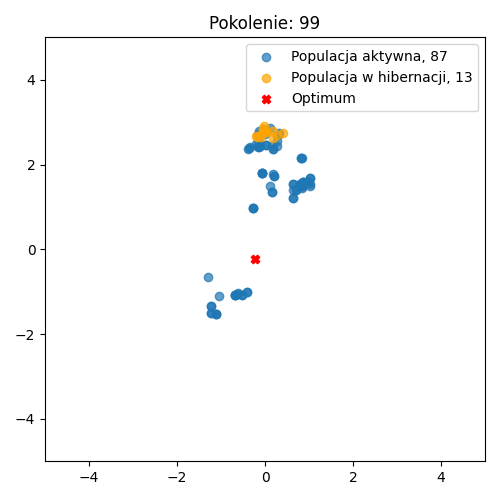 Pokolenie: 99
Populacja aktywna, 87
Populacja w hibernacji, 13
Optimum
4
2
0
−2
−4
−4
−2
0
2
4